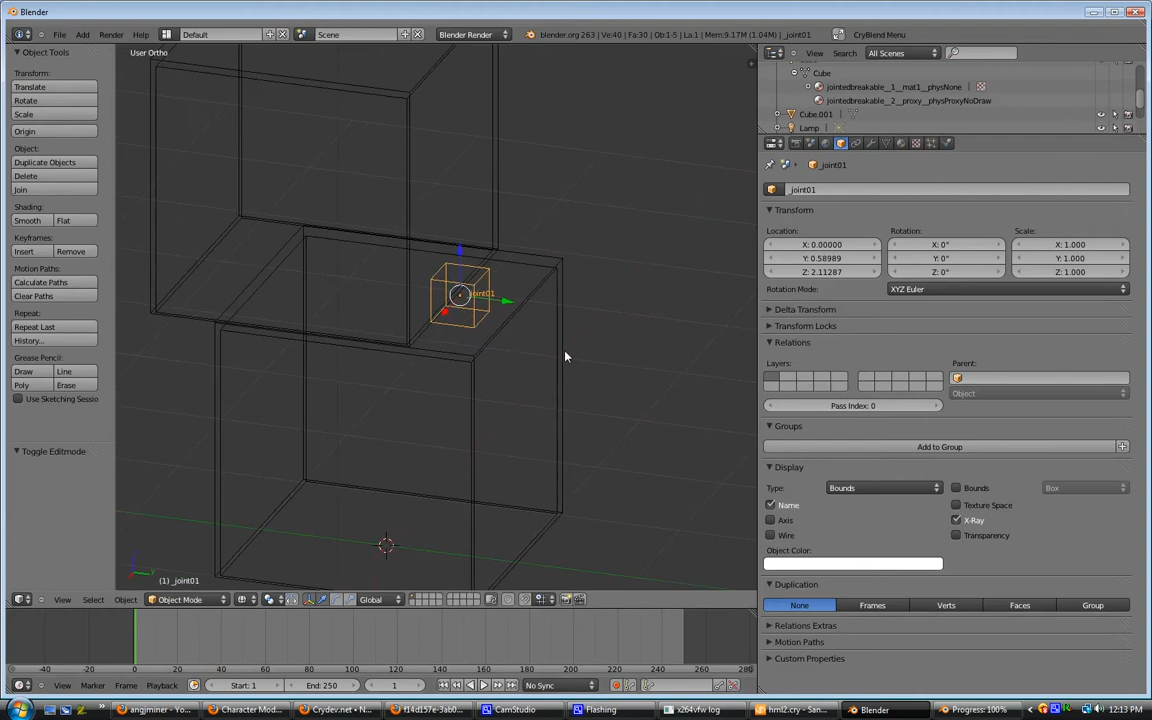 Blender
File Add Render Help Default Scene Blender Render blender.org 263 | Ve:40 | Fa:30 | Ob:1-5 | La:1 | Mem:9.17M (1.04M) | _joint01 CryBlend Menu
Object Tools
Transform:
Translate
Rotate
Scale
Origin
Object:
Duplicate Objects
Delete
Join
Shading:
Smooth Flat
Keyframes:
Insert Remove
Motion Paths:
Calculate Paths
Clear Paths
Repeat:
Repeat Last
History...
Grease Pencil:
Draw Line
Poly Erase
Use Sketching Sessio
Toggle Editmode
User Ortho
_joint01
(1) _joint01
View Search All Scenes
Cube
jointedbreakable__1__mat1__physNone
jointedbreakable__2__proxy__physProxyNoDraw
Cube.001
Lamp
_joint01
_joint01
Transform
Location: Rotation: Scale:
X: 0.00000 X: 0° X: 1.000
Y: 0.58989 Y: 0° Y: 1.000
Z: 2.11287 Z: 0° Z: 1.000
Rotation Mode: XYZ Euler
Delta Transform
Transform Locks
Relations
Layers: Parent:
Object
Pass Index: 0
Groups
Add to Group
Display
Type: Bounds Bounds Box
Name Texture Space
Axis X-Ray
Wire Transparency
Object Color:
Duplication
None Frames Verts Faces Group
Relations Extras
Motion Paths
Custom Properties
View Select Object Object Mode Global
-40 -20 0 20 40 60 80 100 120 140 160 180 200 220 240 260 280
View Marker Frame Playback Start: 1 End: 250 1 No Sync
angjminer - Yo... Character Mod... Crydev.net • N... f14d157e-3ab0... CamStudio Flashing x264vfw log hml2.cry - San... Blender Progress: 100% 12:13 PM